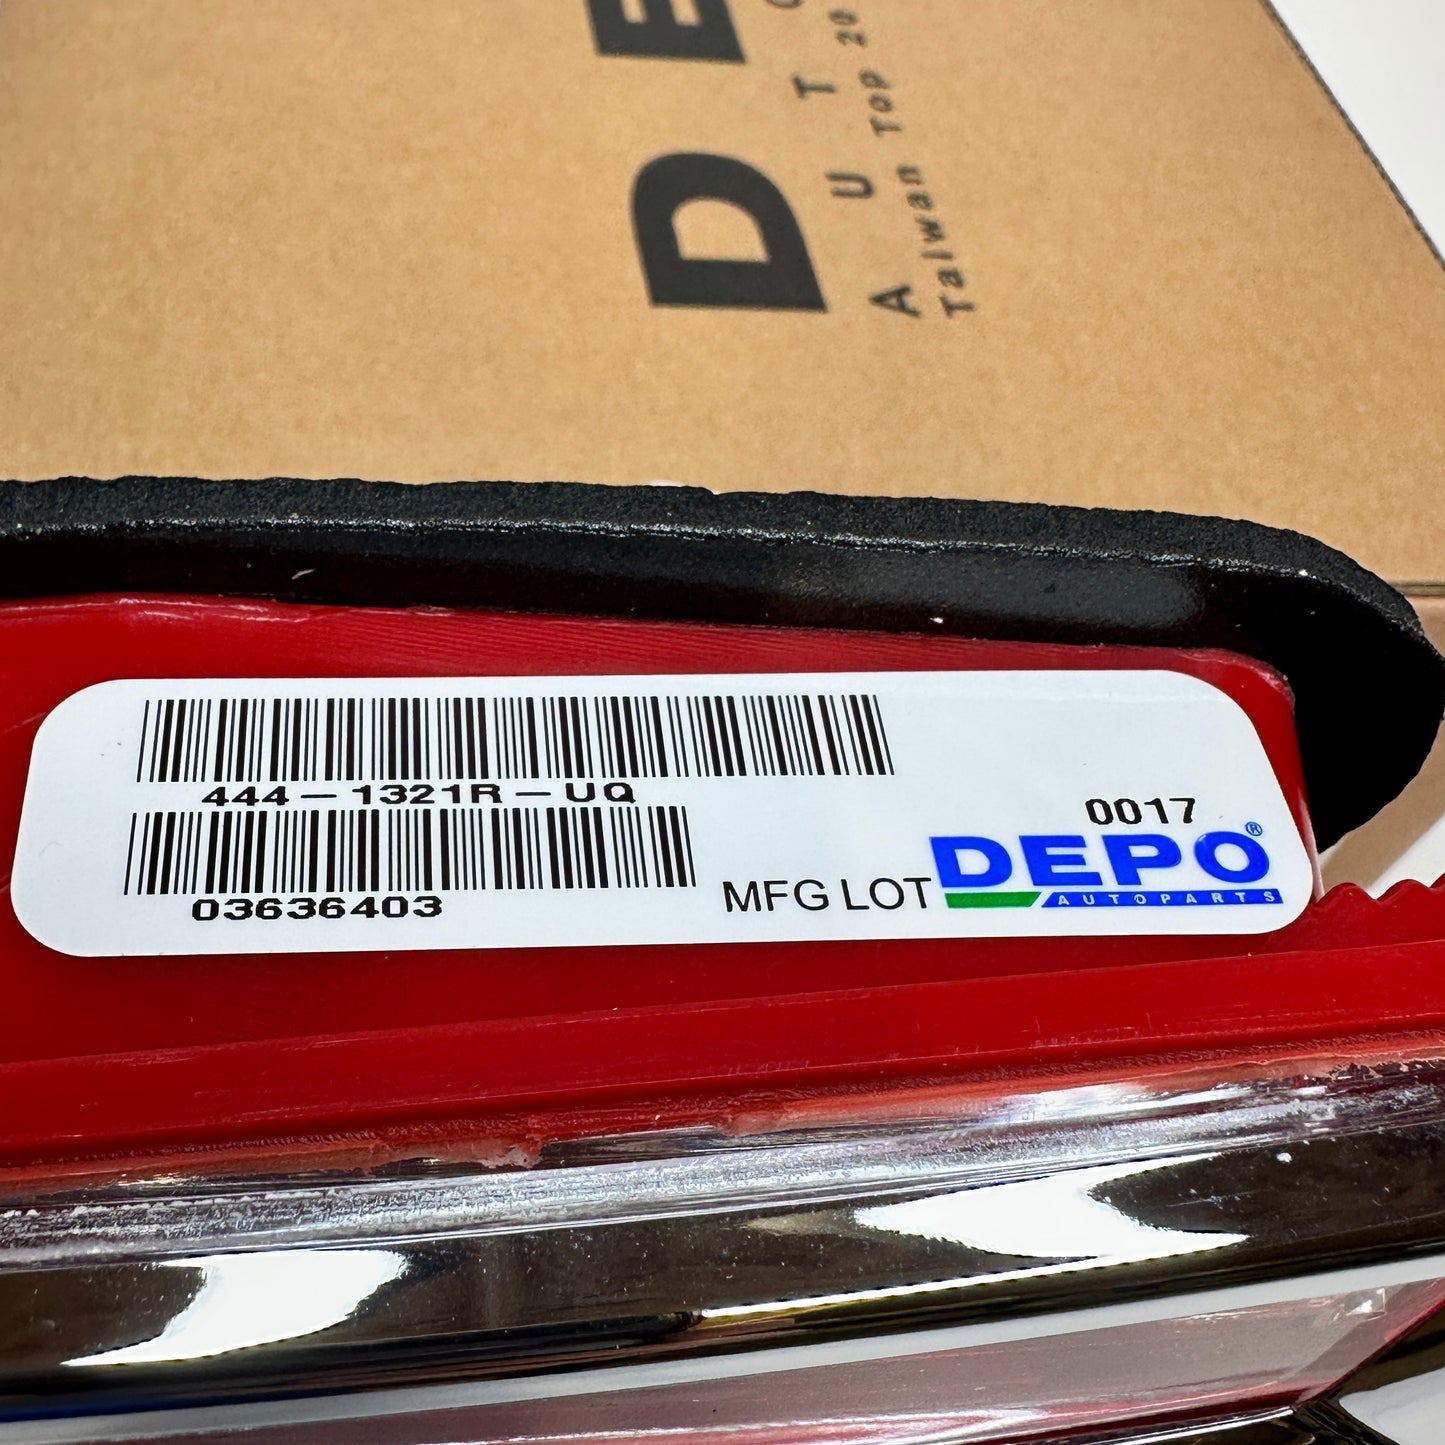 D E
A U T
Taiwan Top 20
444-1321R-UQ
03636403
MFG LOT
0017
DEPO®
AUTOPARTS